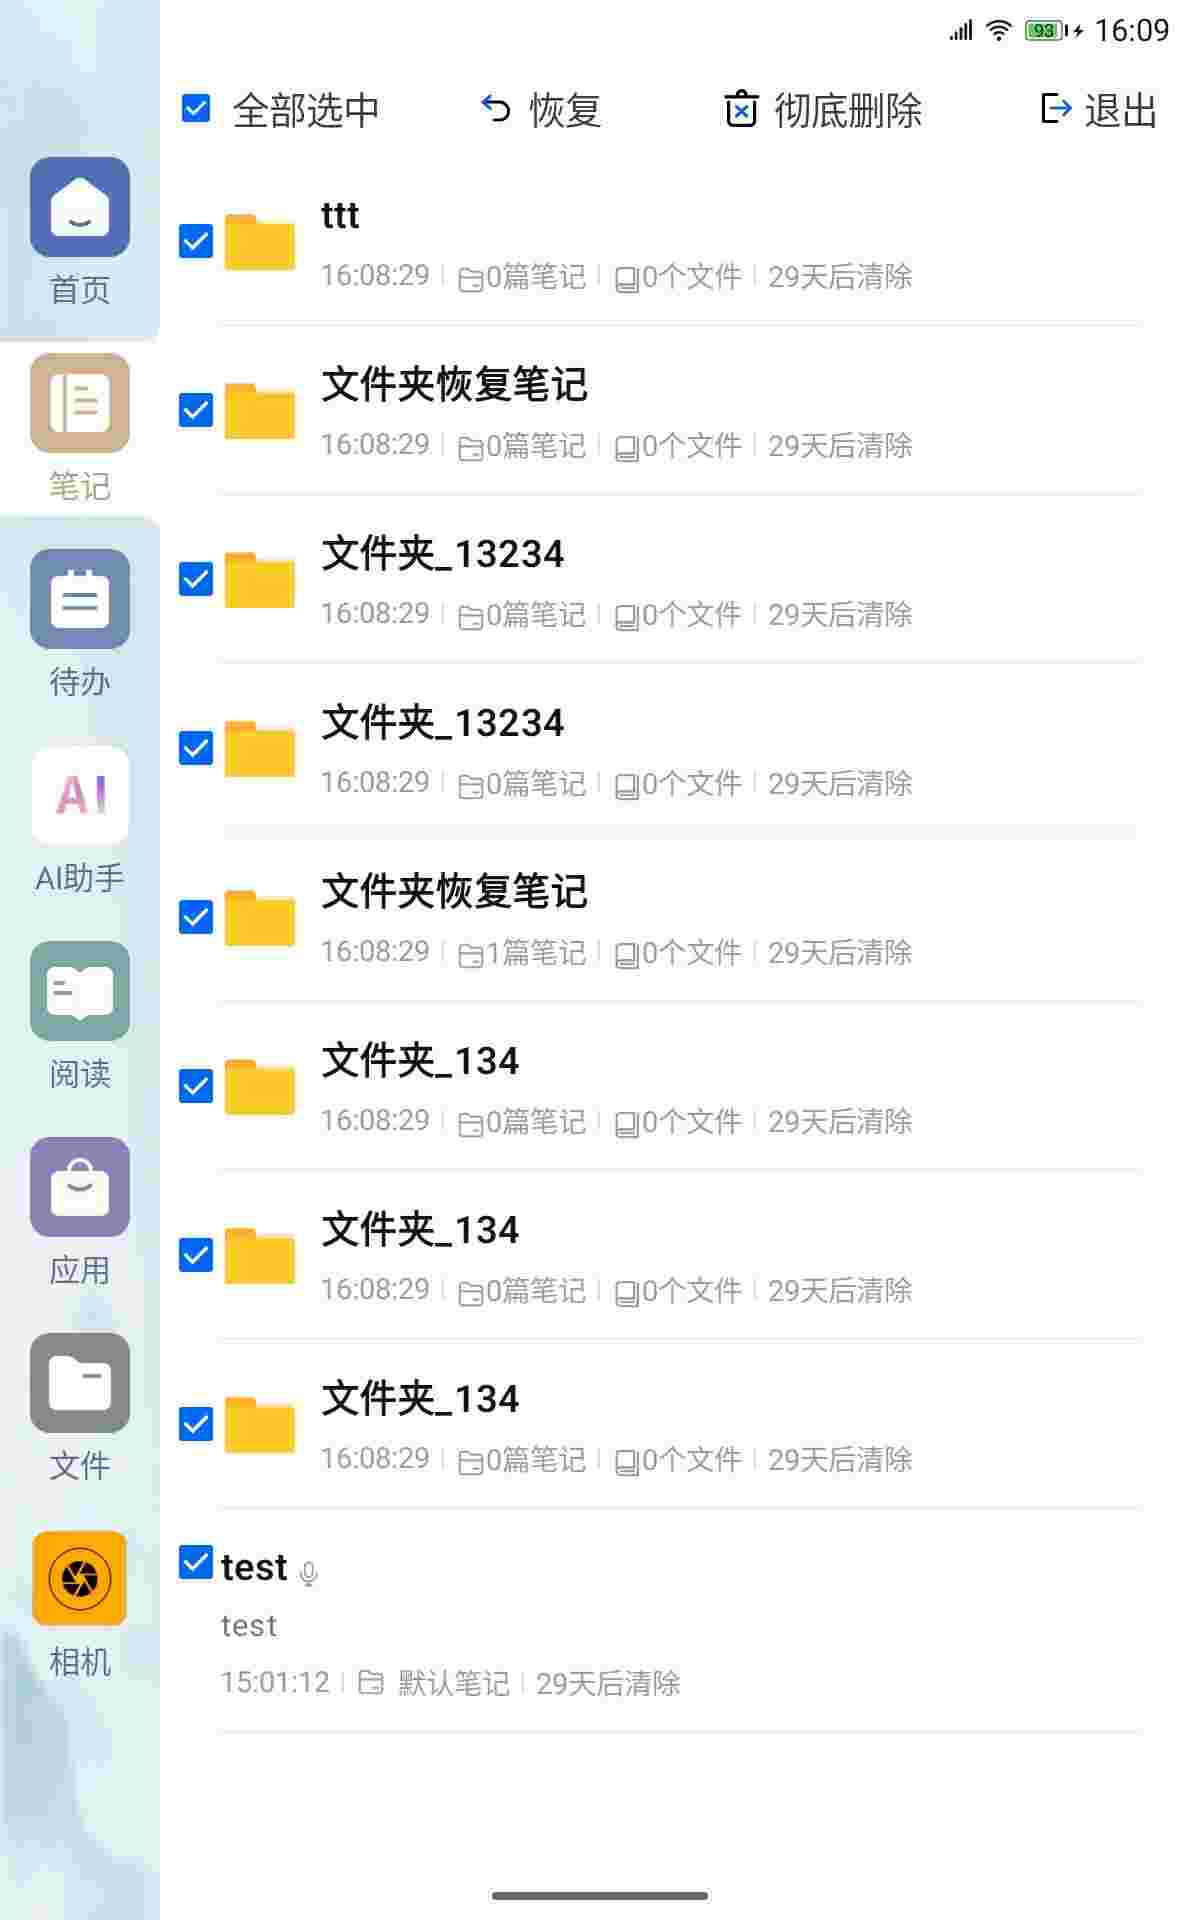 93 16:09
全部选中 恢复 彻底删除 退出
首页
笔记
待办
AI
AI助手
阅读
应用
文件
相机
ttt
16:08:29 0篇笔记 0个文件 29天后清除
文件夹恢复笔记
16:08:29 0篇笔记 0个文件 29天后清除
文件夹_13234
16:08:29 0篇笔记 0个文件 29天后清除
文件夹_13234
16:08:29 0篇笔记 0个文件 29天后清除
文件夹恢复笔记
16:08:29 1篇笔记 0个文件 29天后清除
文件夹_134
16:08:29 0篇笔记 0个文件 29天后清除
文件夹_134
16:08:29 0篇笔记 0个文件 29天后清除
文件夹_134
16:08:29 0篇笔记 0个文件 29天后清除
test
test
15:01:12 默认笔记 29天后清除